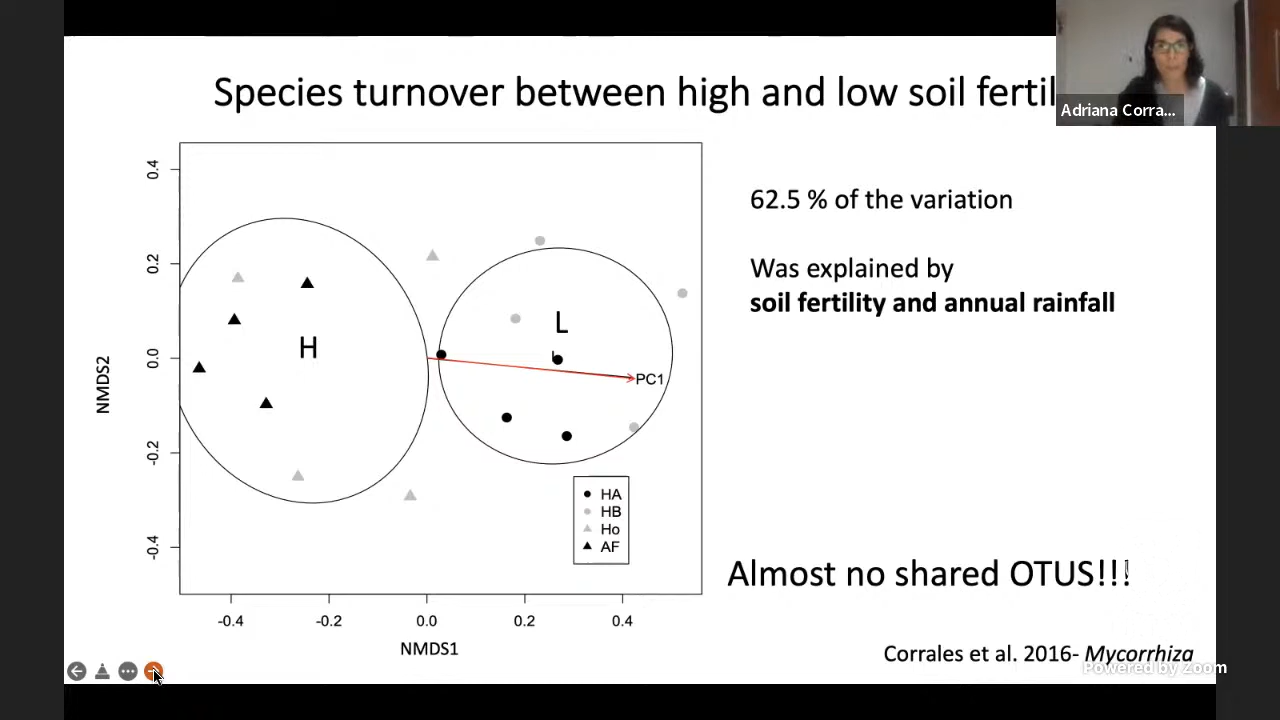 Species turnover between high and low soil fertil
Adriana Corra...
62.5 % of the variation
Was explained by
soil fertility and annual rainfall
0.4
0.2
0.0
-0.2
-0.4
NMDS2
H
L
L
PC1
HA
HB
Ho
AF
-0.4
-0.2
0.0
0.2
0.4
NMDS1
Almost no shared OTUS!!!
Corrales et al. 2016- Mycorrhiza
Powered by Zoom